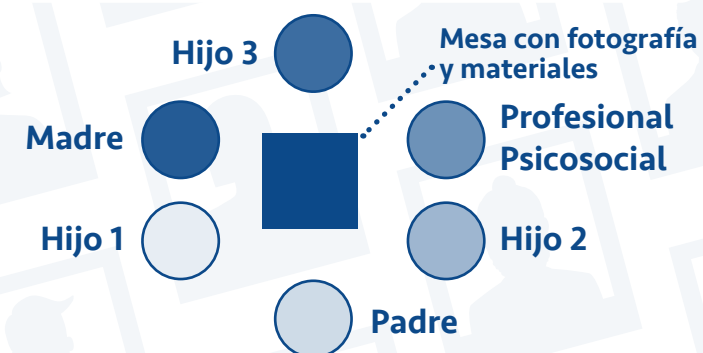 Hijo 3
Mesa con fotografía
y materiales
Madre
Profesional
Psicosocial
Hijo 1
Hijo 2
Padre